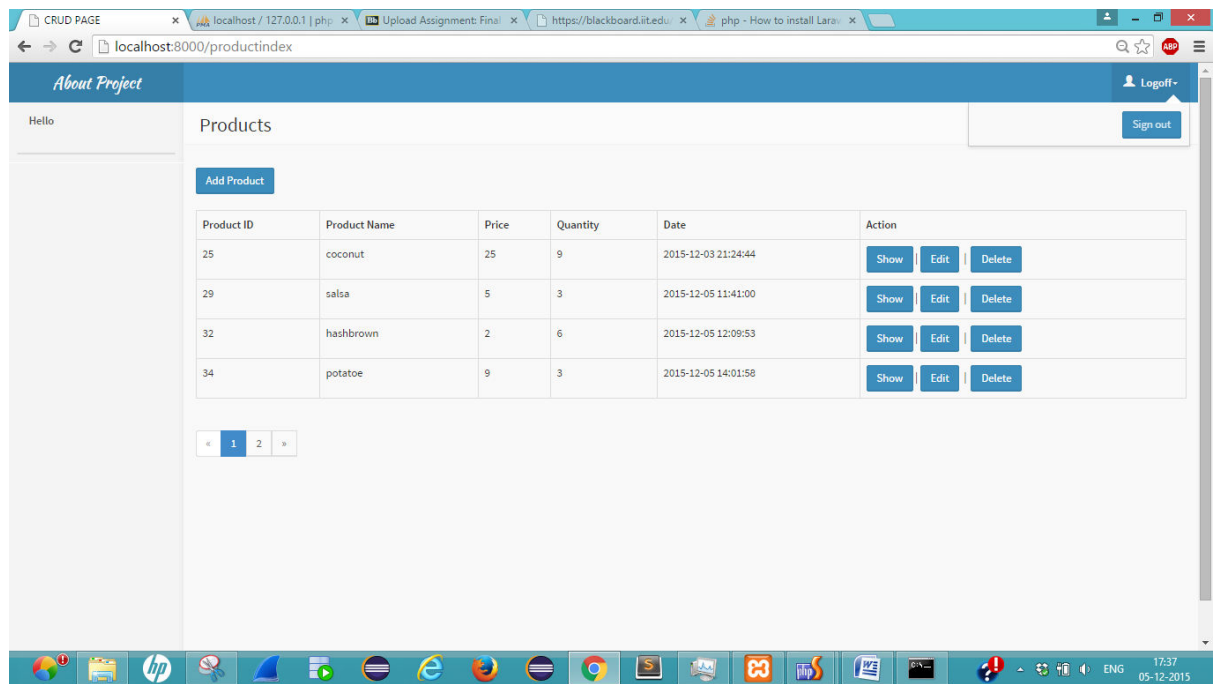 CRUD PAGE
localhost / 127.0.0.1 | php
Upload Assignment: Final
https://blackboard.iit.edu/
php - How to install Larav
localhost:8000/productindex
ABP
About Project
Logoff
Hello
Products
Sign out
Add Product
Product ID Product Name Price Quantity Date Action
25 coconut 25 9 2015-12-03 21:24:44 Show | Edit | Delete
29 salsa 5 3 2015-12-05 11:41:00 Show | Edit | Delete
32 hashbrown 2 6 2015-12-05 12:09:53 Show | Edit | Delete
34 potatoe 9 3 2015-12-05 14:01:58 Show | Edit | Delete
« 1 2 »
ENG
17:37
05-12-2015